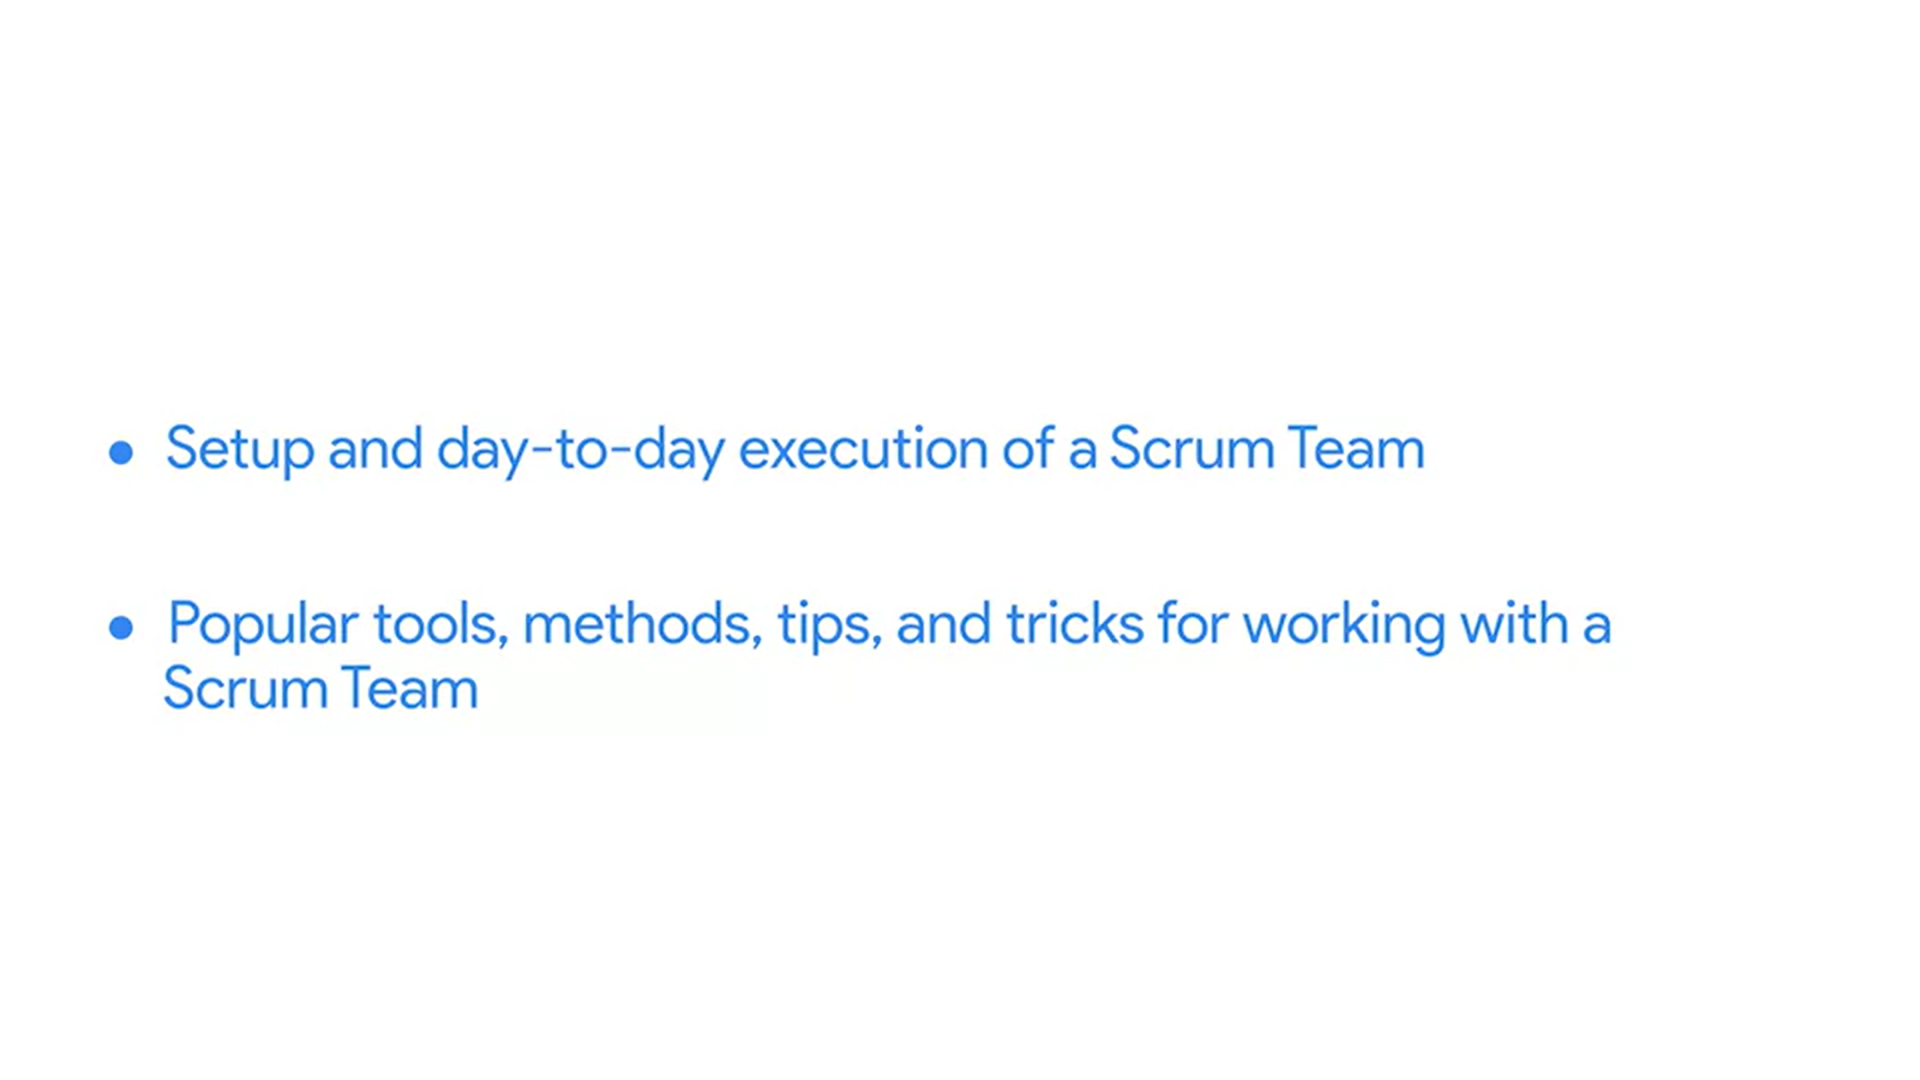 • Setup and day-to-day execution of a Scrum Team
• Popular tools, methods, tips, and tricks for working with a
Scrum Team